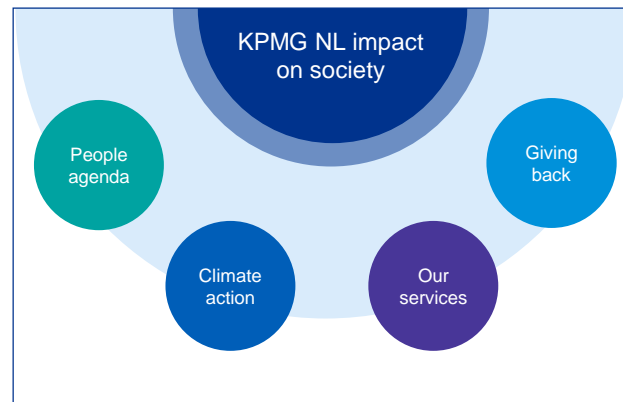 KPMG NL impact
on society
People
agenda
Giving
back
Climate
action
Our
services